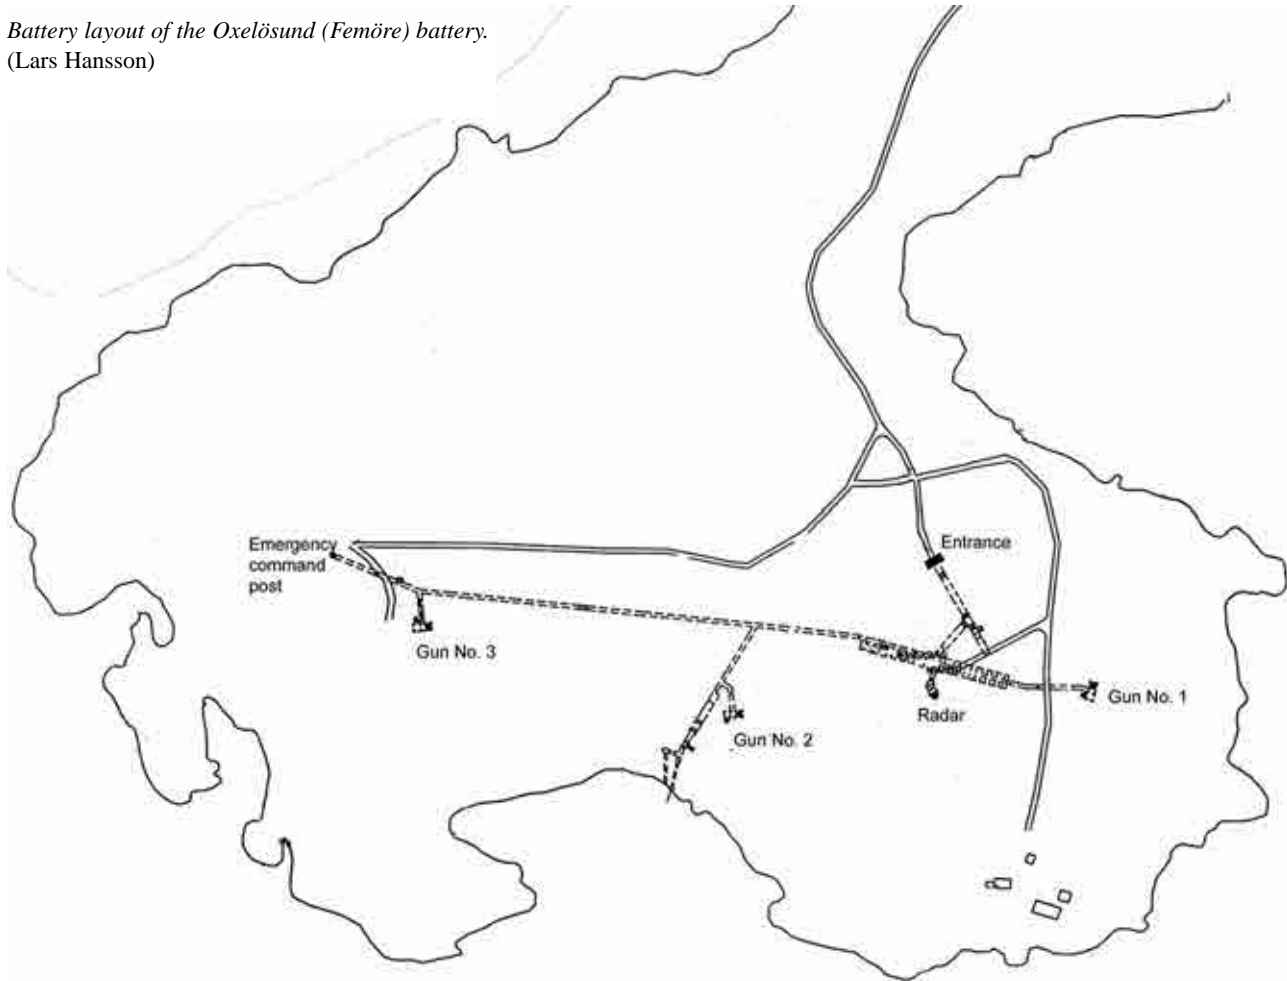 Battery layout of the Oxelösund (Femöre) battery.
(Lars Hansson)
Entrance
Emergency
command
post
Gun No. 3
Gun No. 1
Radar
Gun No. 2